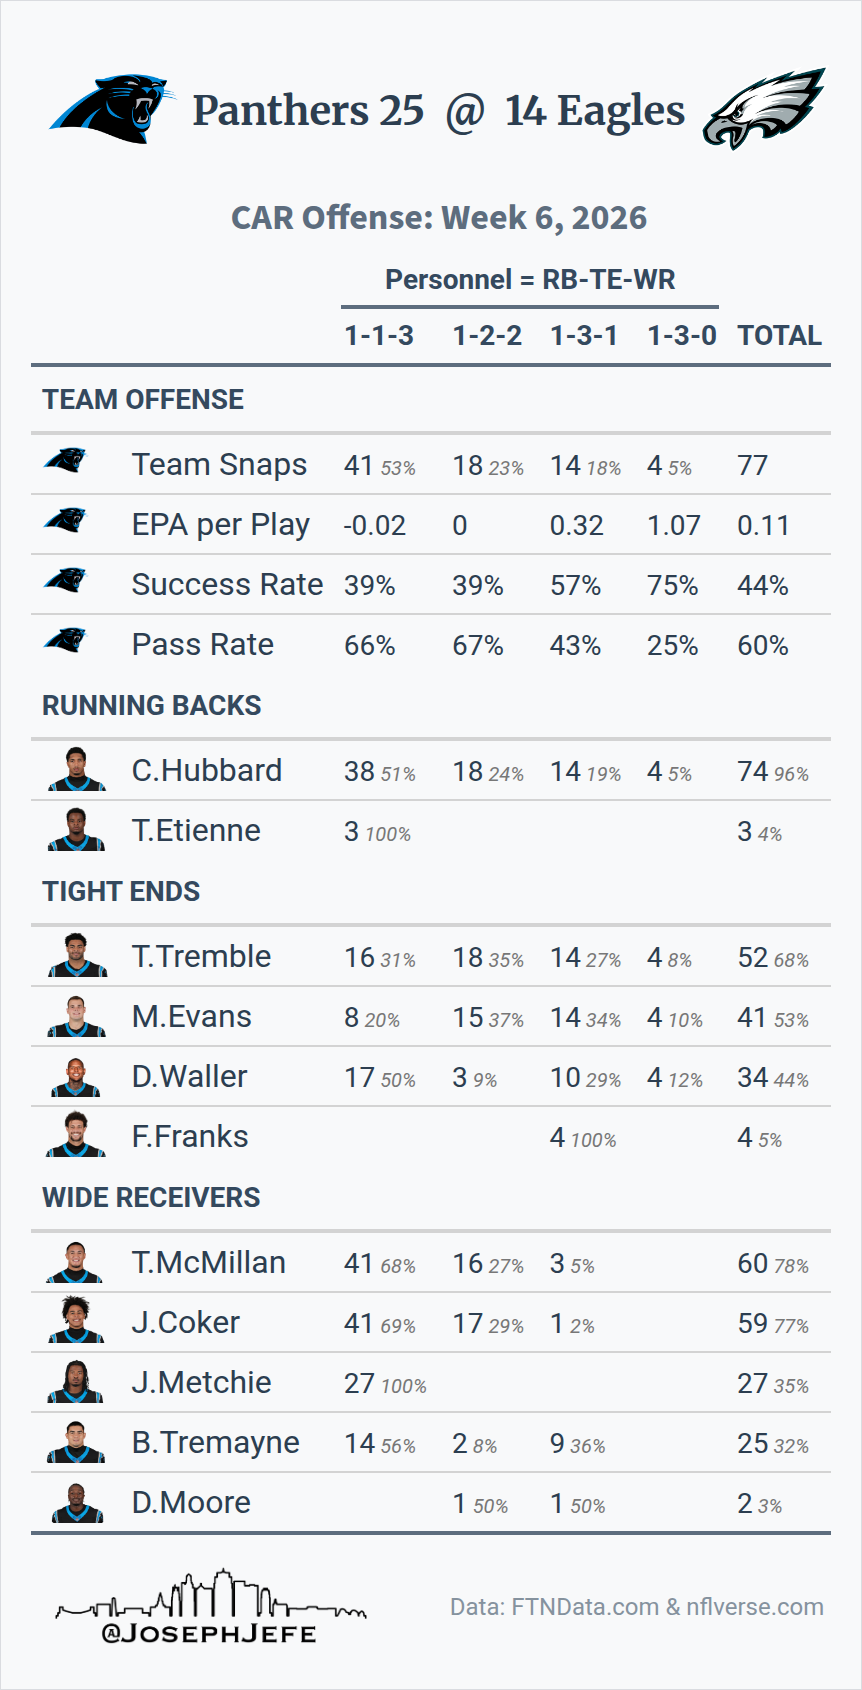 Panthers 25 @ 14 Eagles
CAR Offense: Week 6, 2026
Personnel = RB-TE-WR
1-1-3 1-2-2 1-3-1 1-3-0 TOTAL
TEAM OFFENSE
Team Snaps 41 53% 18 23% 14 18% 4 5% 77
EPA per Play -0.02 0 0.32 1.07 0.11
Success Rate 39% 39% 57% 75% 44%
Pass Rate 66% 67% 43% 25% 60%
RUNNING BACKS
C.Hubbard 38 51% 18 24% 14 19% 4 5% 74 96%
T.Etienne 3 100% 3 4%
TIGHT ENDS
T.Tremble 16 31% 18 35% 14 27% 4 8% 52 68%
M.Evans 8 20% 15 37% 14 34% 4 10% 41 53%
D.Waller 17 50% 3 9% 10 29% 4 12% 34 44%
F.Franks 4 100% 4 5%
WIDE RECEIVERS
T.McMillan 41 68% 16 27% 3 5% 60 78%
J.Coker 41 69% 17 29% 1 2% 59 77%
J.Metchie 27 100% 27 35%
B.Tremayne 14 56% 2 8% 9 36% 25 32%
D.Moore 1 50% 1 50% 2 3%
@JosephJefe
Data: FTNData.com & nflverse.com